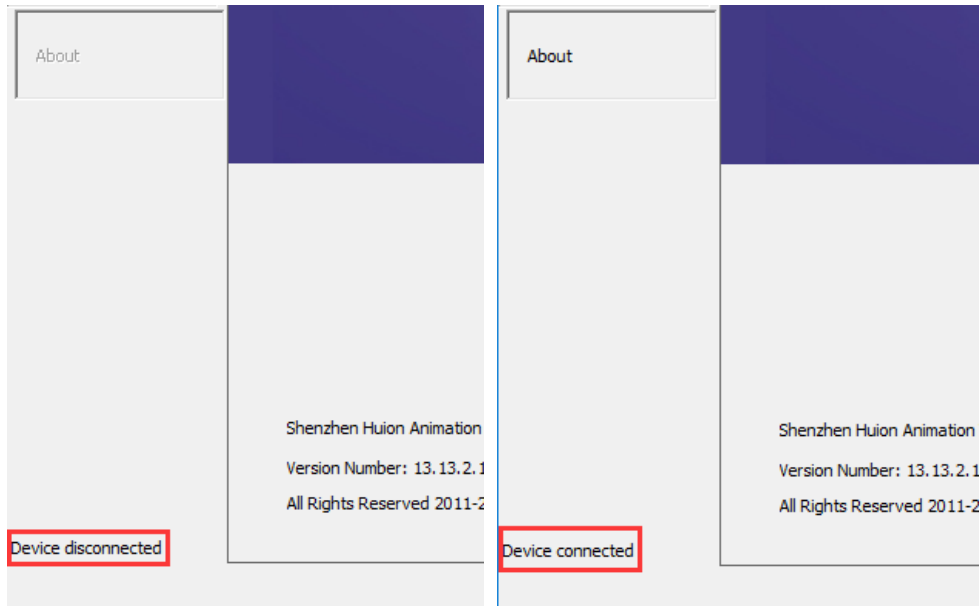 About
Shenzhen Huion Animation
Version Number: 13.13.2.1
All Rights Reserved 2011-2
Device disconnected
About
Shenzhen Huion Animation
Version Number: 13.13.2.1
All Rights Reserved 2011-2
Device connected